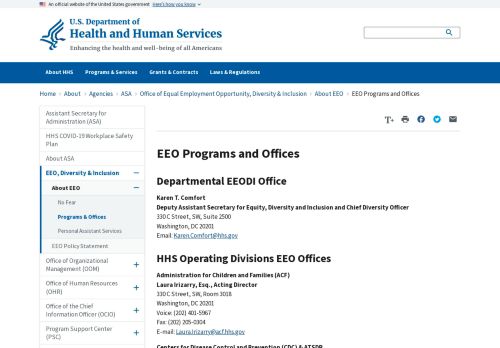 An official website of the United States government Here's how you know
U.S. Department of
Health and Human Services
Enhancing the health and well-being of all Americans
About HHS Programs & Services Grants & Contracts Laws & Regulations
Home > About > Agencies > ASA > Office of Equal Employment Opportunity, Diversity & Inclusion > About EEO > EEO Programs and Offices
Assistant Secretary for
Administration (ASA)
HHS COVID-19 Workplace Safety
Plan
About ASA
EEO, Diversity & Inclusion
About EEO
No Fear
Programs & Offices
Personal Assistant Services
EEO Policy Statement
Office of Organizational
Management (OOM)
Office of Human Resources
(OHR)
Office of the Chief
Information Officer (OCIO)
Program Support Center
(PSC)
T+
EEO Programs and Offices
Departmental EEODI Office
Karen T. Comfort
Deputy Assistant Secretary for Equity, Diversity and Inclusion and Chief Diversity Officer
330 C Street, SW, Suite 2500
Washington, DC 20201
Email: Karen.Comfort@hhs.gov
HHS Operating Divisions EEO Offices
Administration for Children and Families (ACF)
Laura Irizarry, Esq., Acting Director
330 C Street, SW, Room 3018
Washington, DC 20201
Voice: (202) 401-5967
Fax: (202) 205-0304
E-mail: Laura.Irizarry@acf.hhs.gov
Centers for Disease Control and Prevention (CDC) & ATSDR